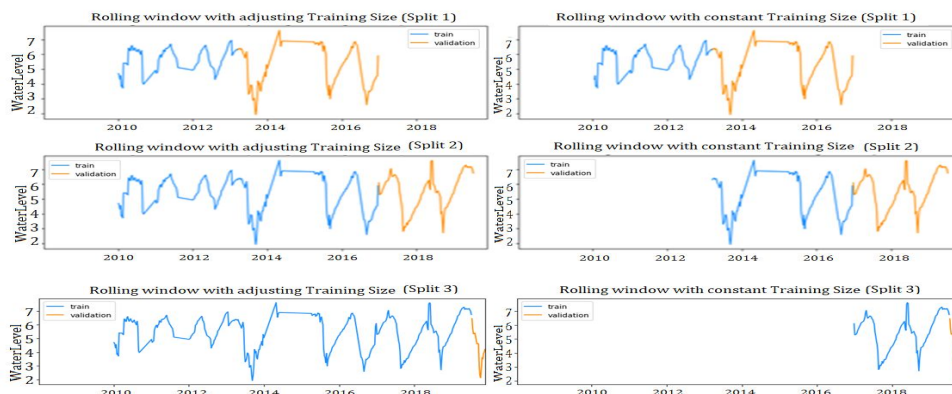 Rolling window with adjusting Training Size (Split 1)
train
validation
WaterLevel
7
6
5
4
3
2
2010 2012 2014 2016 2018
Rolling window with constant Training Size (Split 1)
train
validation
WaterLevel
7
6
5
4
3
2
2010 2012 2014 2016 2018
Rolling window with adjusting Training Size (Split 2)
train
validation
WaterLevel
7
6
5
4
3
2
2010 2012 2014 2016 2018
Rolling window with constant Training Size (Split 2)
train
validation
WaterLevel
7
6
5
4
3
2
2010 2012 2014 2016 2018
Rolling window with adjusting Training Size (Split 3)
train
validation
WaterLevel
7
6
5
4
3
2
2010 2012 2014 2016 2018
Rolling window with constant Training Size (Split 3)
train
validation
WaterLevel
7
6
5
4
3
2
2010 2012 2014 2016 2018